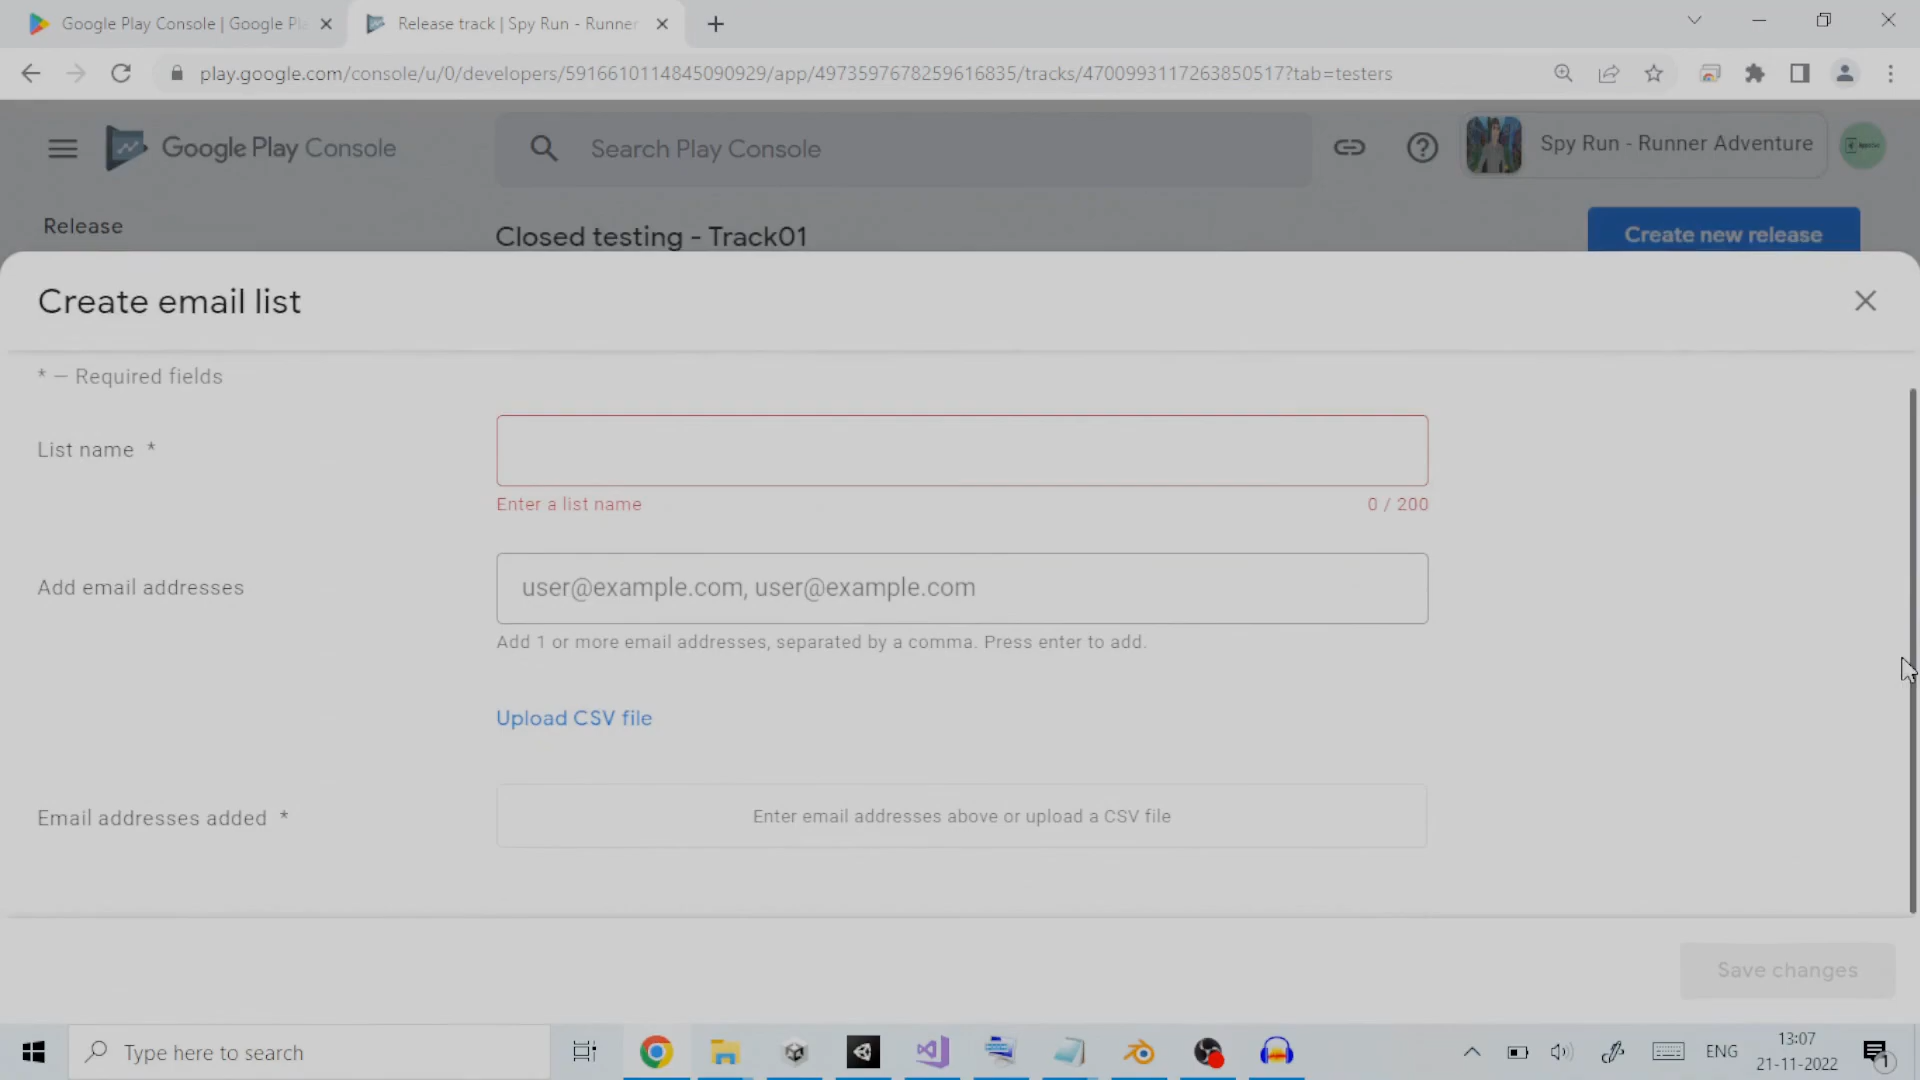 Google Play Console | Google Pl
Release track | Spy Run - Runner
play.google.com/console/u/0/developers/5916610114845090929/app/4973597678259616835/tracks/4700993117263850517?tab=testers
Google Play Console
Search Play Console
Spy Run - Runner Adventure
Release
Closed testing - Track01
Create new release
Create email list
* — Required fields
List name *
Enter a list name
0 / 200
Add email addresses
user@example.com, user@example.com
Add 1 or more email addresses, separated by a comma. Press enter to add.
Upload CSV file
Email addresses added *
Enter email addresses above or upload a CSV file
Save changes
Type here to search
ENG
13:07
21-11-2022
1